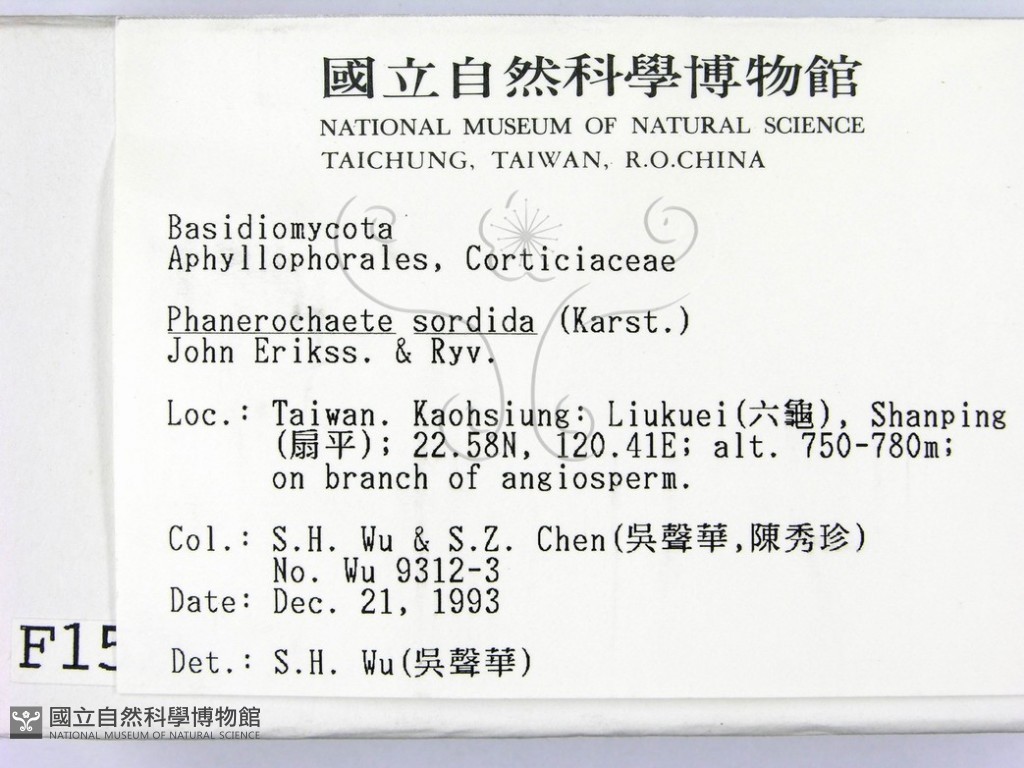 國立自然科學博物館
NATIONAL MUSEUM OF NATURAL SCIENCE
TAICHUNG, TAIWAN, R.O.CHINA
Basidiomycota
Aphyllophorales, Corticiaceae
Phanerochaete sordida (Karst.)
John Erikss. & Ryv.
Loc.: Taiwan. Kaohsiung: Liukuei(六龜), Shanping
(扇平); 22.58N, 120.41E; alt. 750-780m;
on branch of angiosperm.
Col.: S.H. Wu & S.Z. Chen(吳聲華,陳秀珍)
No. Wu 9312-3
Date: Dec. 21, 1993
F15
Det.: S.H. Wu(吳聲華)
國立自然科學博物館
NATIONAL MUSEUM OF NATURAL SCIENCE